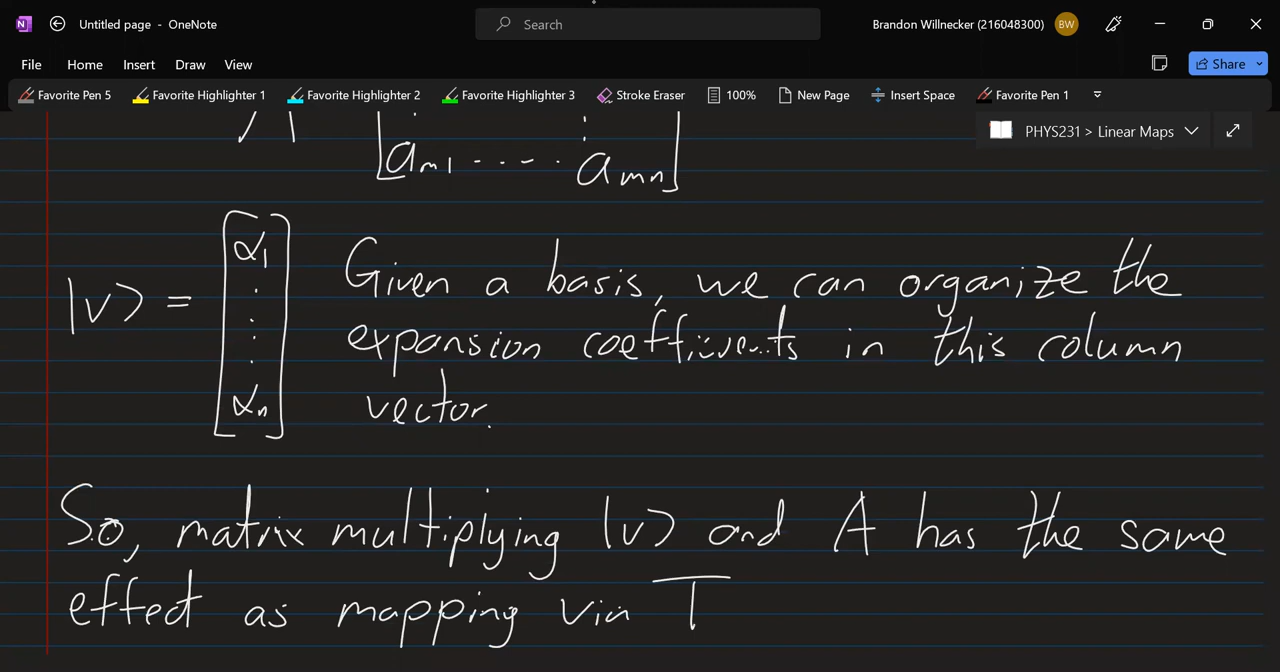 Untitled page - OneNote
Search
Brandon Willnecker (216048300) BW
File Home Insert Draw View
Share
Favorite Pen 5 Favorite Highlighter 1 Favorite Highlighter 2 Favorite Highlighter 3 Stroke Eraser 100% New Page Insert Space Favorite Pen 1
PHYS231 > Linear Maps
a_m1 ..... a_mn
|v⟩ = [α_1 ⋮ α_n]
Given a basis, we can organize the
expansion coefficients in this column
vector.
So, matrix multiplying |v⟩ and A has the same
effect as mapping via T